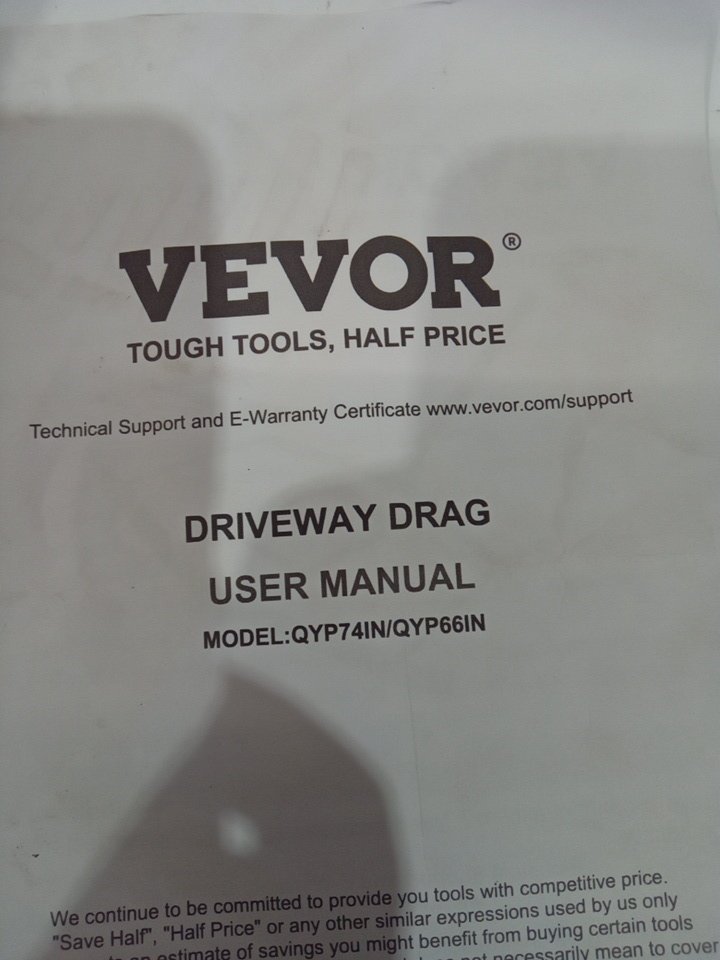 VEVOR®
TOUGH TOOLS, HALF PRICE
Technical Support and E-Warranty Certificate www.vevor.com/support
DRIVEWAY DRAG
USER MANUAL
MODEL:QYP74IN/QYP66IN
We continue to be committed to provide you tools with competitive price.
"Save Half", "Half Price" or any other similar expressions used by us only
estimate of savings you might benefit from buying certain tools
not necessarily mean to cover